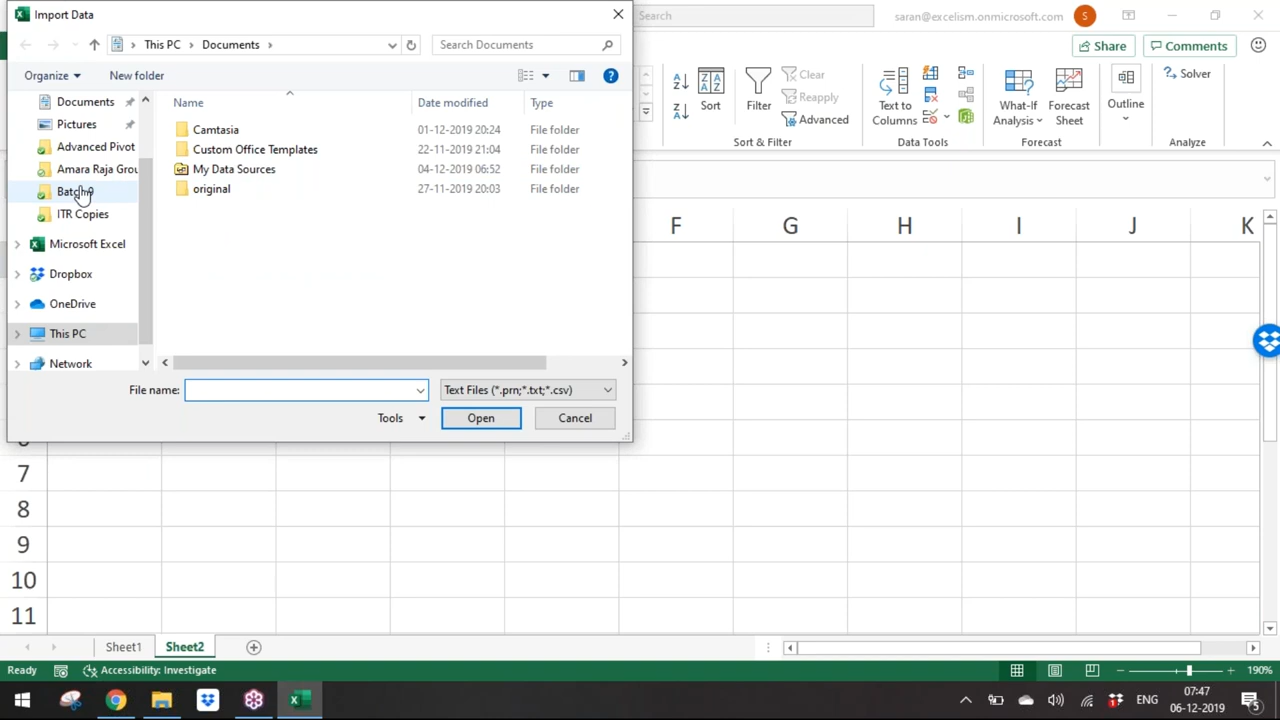 Import Data
Search
saran@excelism.onmicrosoft.com
S
This PC
Documents
Search Documents
Share
Comments
Organize
New folder
Clear
Reapply
Advanced
Sort
Filter
Text to
Columns
What-If
Analysis
Forecast
Sheet
Outline
Solver
Sort & Filter
Data Tools
Forecast
Analyze
Name
Date modified
Type
Documents
Pictures
Advanced Pivot
Amara Raja Grou
ITR Copies
Microsoft Excel
Dropbox
OneDrive
This PC
Network
Camtasia
01-12-2019 20:24
File folder
Custom Office Templates
22-11-2019 21:04
File folder
My Data Sources
04-12-2019 06:52
File folder
original
27-11-2019 20:03
File folder
File name:
Text Files (*.prn;*.txt;*.csv)
Tools
Open
Cancel
F
G
H
I
J
K
7
8
9
10
11
Sheet1
Sheet2
Ready
Accessibility: Investigate
190%
ENG
07:47
06-12-2019
5